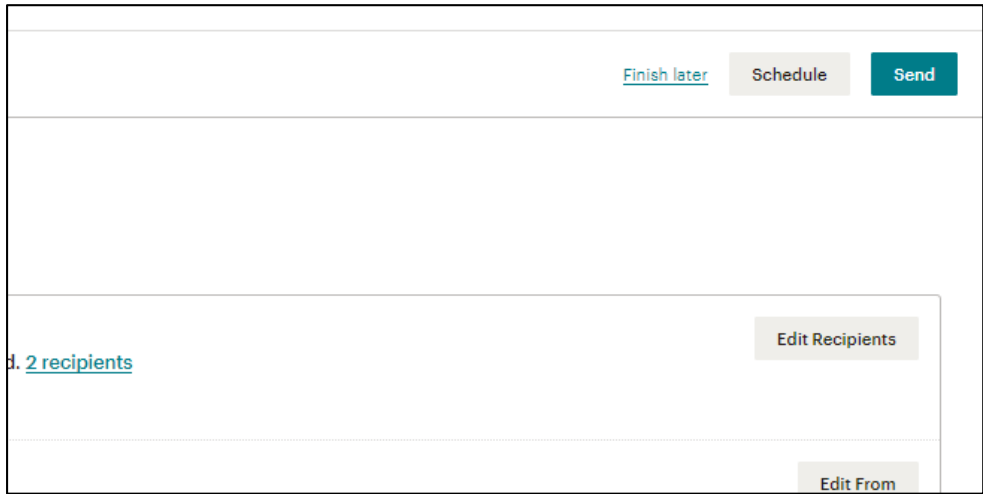 Finish later Schedule Send
Edit Recipients
d. 2 recipients
Edit From